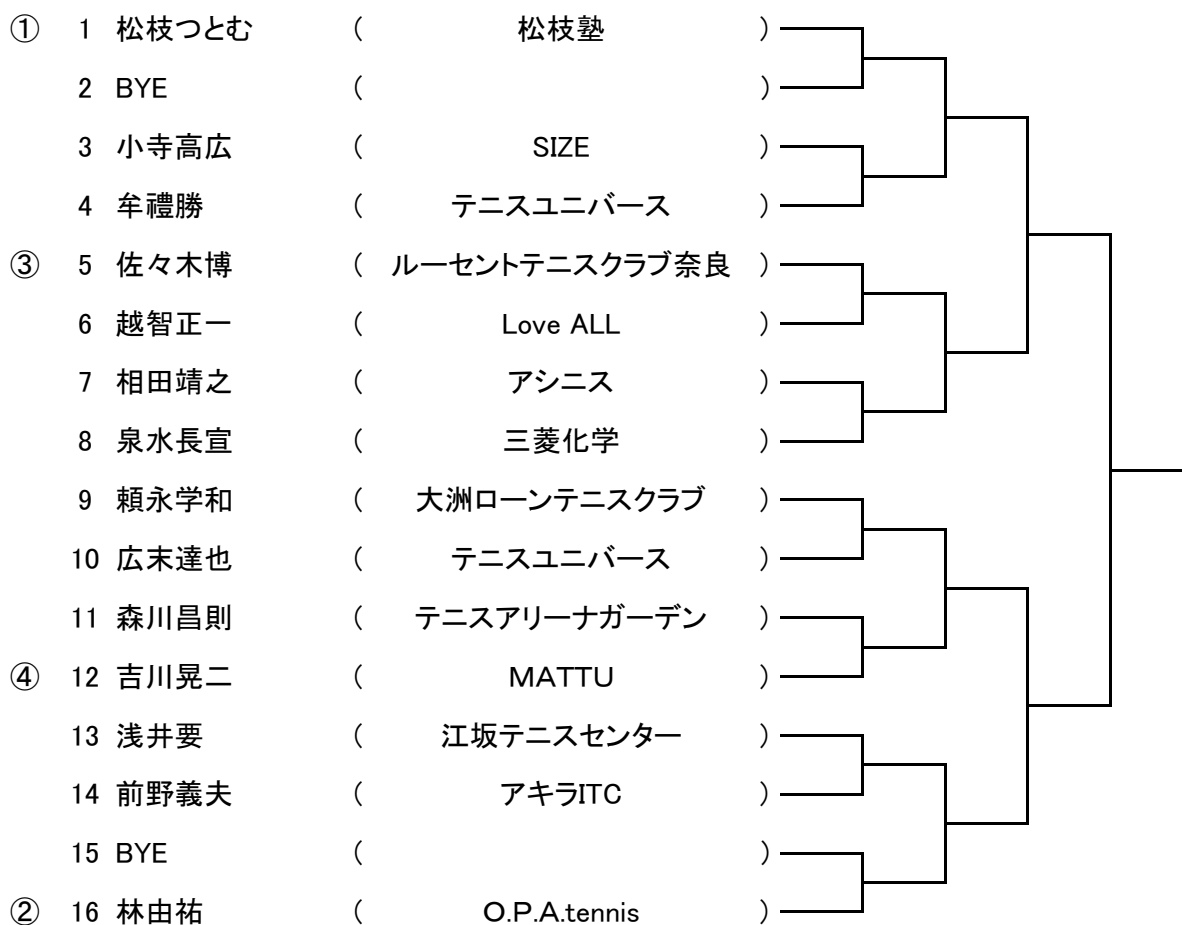 ① 1 松枝つとむ ( 松枝塾 )
2 BYE ( )
3 小寺高広 ( SIZE )
4 牟禮勝 ( テニスユニバース )
③ 5 佐々木博 ( ルーセントテニスクラブ奈良 )
6 越智正一 ( Love ALL )
7 相田靖之 ( アシニス )
8 泉水長宣 ( 三菱化学 )
9 頼永学和 ( 大洲ローンテニスクラブ )
10 広末達也 ( テニスユニバース )
11 森川昌則 ( テニスアリーナガーデン )
④ 12 吉川晃二 ( MATTU )
13 浅井要 ( 江坂テニスセンター )
14 前野義夫 ( アキラITC )
15 BYE ( )
② 16 林由祐 ( O.P.A.tennis )